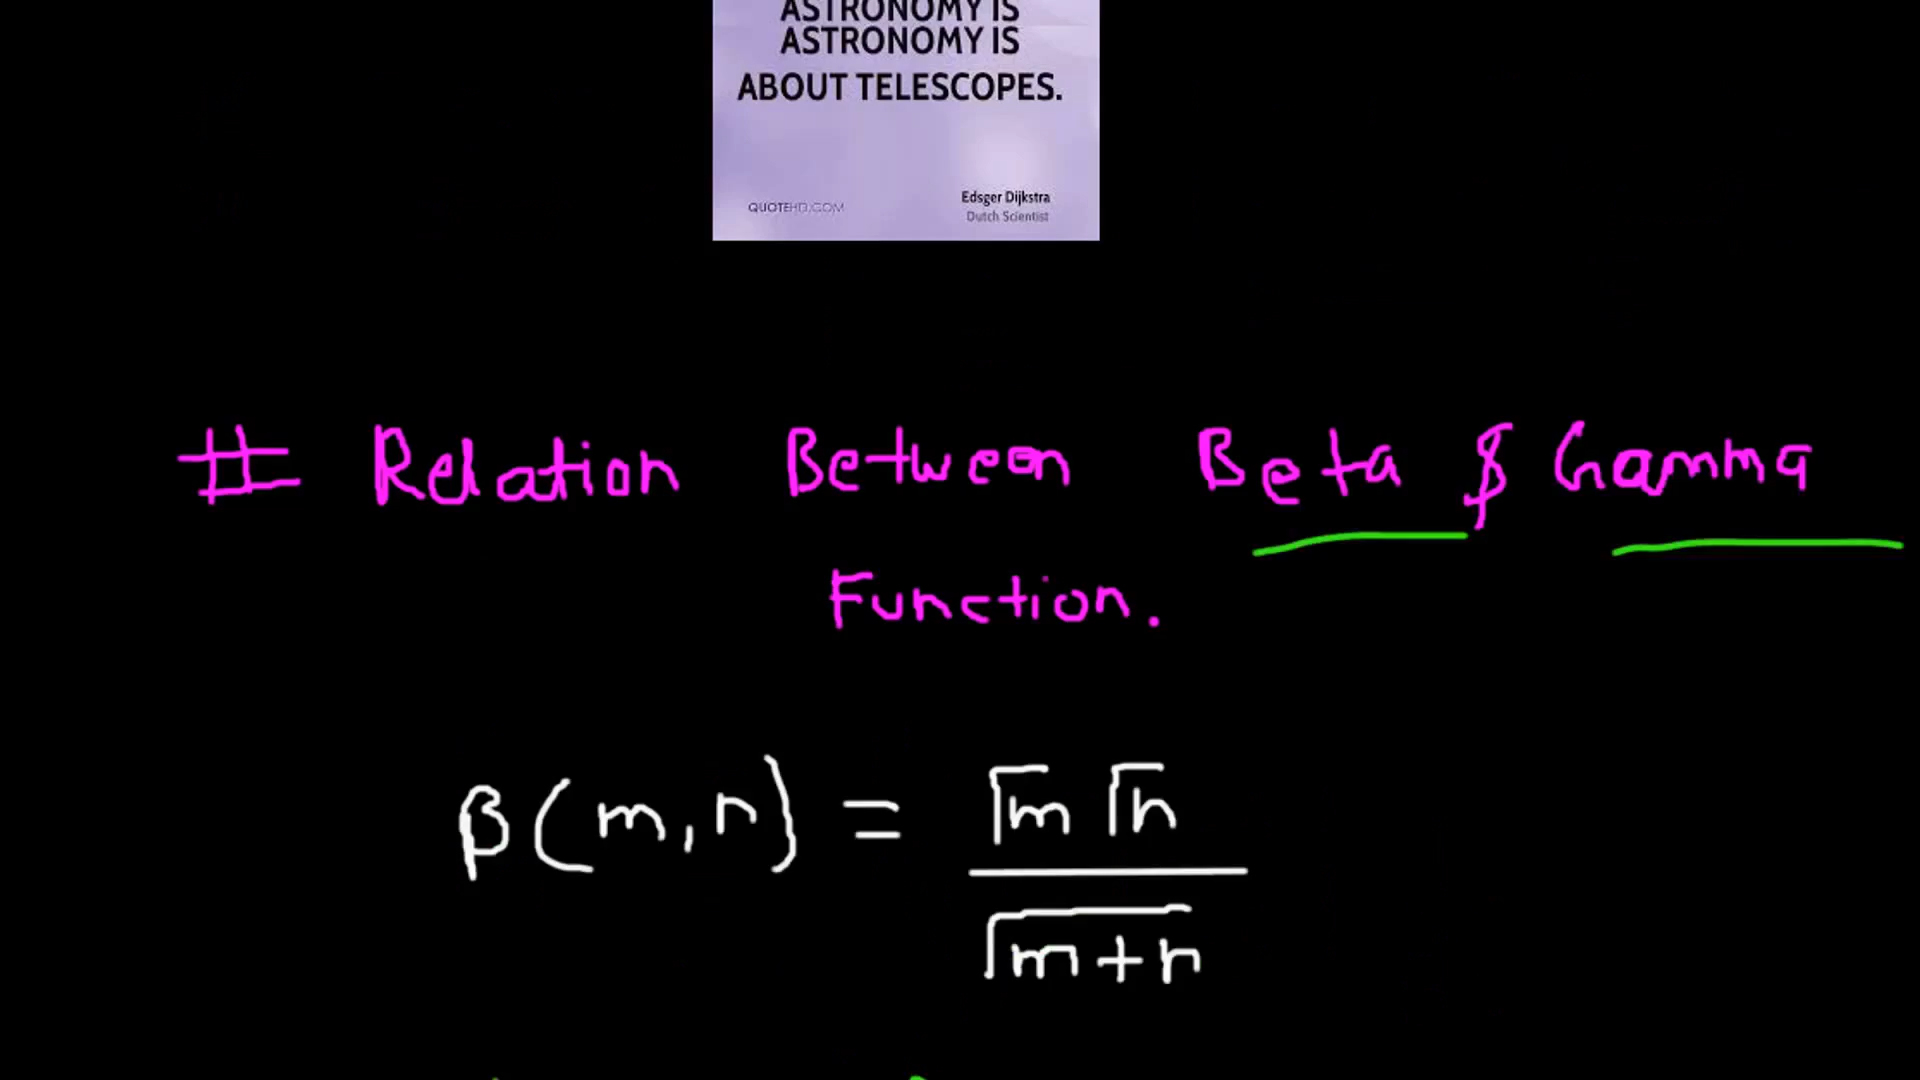 ASTRONOMY IS
ASTRONOMY IS
ABOUT TELESCOPES.
Edsger Dijkstra
QUOTEHD.COM
Dutch Scientist
# Relation Between Beta & Gamma
Function.
β(m,n) = Γm Γn / Γm+n